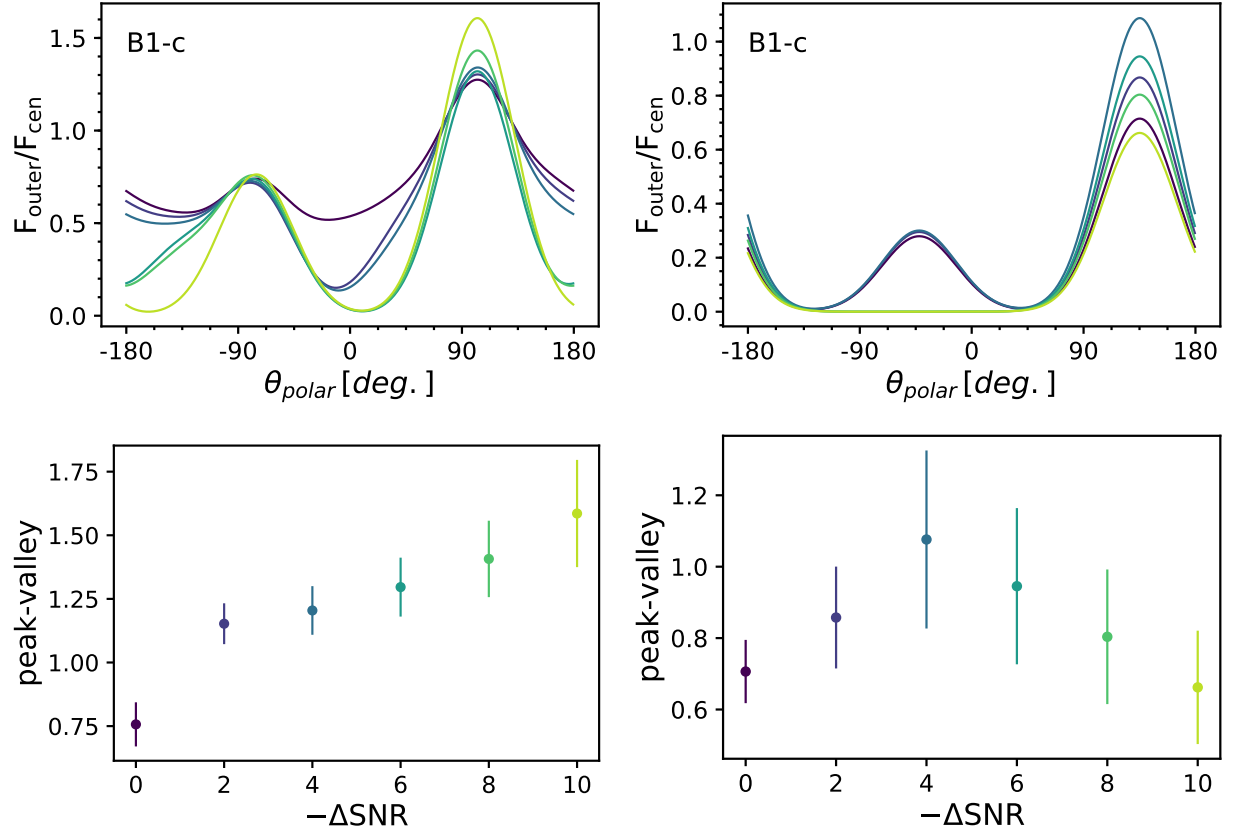 B1-c
F_outer/F_cen
1.5
1.0
0.5
0.0
-180 -90 0 90 180
θ_polar [deg.]
B1-c
F_outer/F_cen
1.0
0.8
0.6
0.4
0.2
0.0
-180 -90 0 90 180
θ_polar [deg.]
peak-valley
1.75
1.50
1.25
1.00
0.75
0 2 4 6 8 10
−ΔSNR
peak-valley
1.2
1.0
0.8
0.6
0 2 4 6 8 10
−ΔSNR